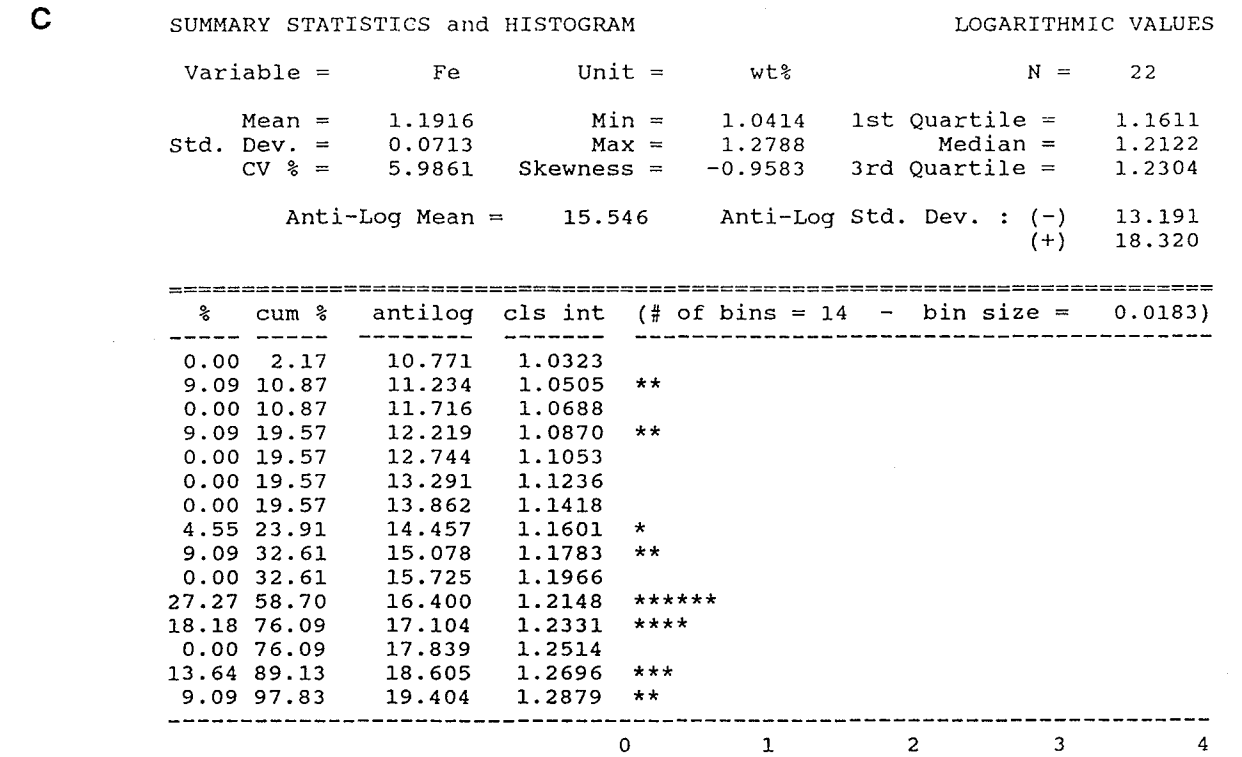 C SUMMARY STATISTICS and HISTOGRAM LOGARITHMIC VALUES
Variable = Fe Unit = wt% N = 22
Mean = 1.1916 Min = 1.0414 1st Quartile = 1.1611
Std. Dev. = 0.0713 Max = 1.2788 Median = 1.2122
CV % = 5.9861 Skewness = -0.9583 3rd Quartile = 1.2304
Anti-Log Mean = 15.546 Anti-Log Std. Dev. : (-) 13.191
(+) 18.320
% cum % antilog cls int (# of bins = 14 - bin size = 0.0183)
0.00 2.17 10.771 1.0323
9.09 10.87 11.234 1.0505 **
0.00 10.87 11.716 1.0688
9.09 19.57 12.219 1.0870 **
0.00 19.57 12.744 1.1053
0.00 19.57 13.291 1.1236
0.00 19.57 13.862 1.1418
4.55 23.91 14.457 1.1601 *
9.09 32.61 15.078 1.1783 **
0.00 32.61 15.725 1.1966
27.27 58.70 16.400 1.2148 ******
18.18 76.09 17.104 1.2331 ****
0.00 76.09 17.839 1.2514
13.64 89.13 18.605 1.2696 ***
9.09 97.83 19.404 1.2879 **
0 1 2 3 4